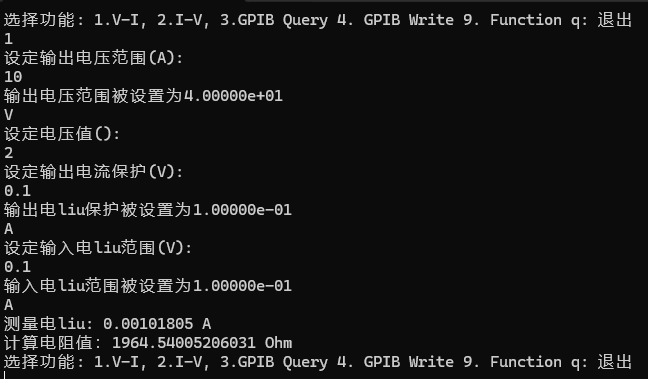 选择功能: 1.V-I, 2.I-V, 3.GPIB Query 4. GPIB Write 9. Function q: 退出
1
设定输出电压范围(A):
10
输出电压范围被设置为4.00000e+01
V
设定电压值():
2
设定输出电流保护(V):
0.1
输出电liu保护被设置为1.00000e-01
A
设定输入电liu范围(V):
0.1
输入电liu范围被设置为1.00000e-01
A
测量电liu: 0.00101805 A
计算电阻值: 1964.54005206031 Ohm
选择功能: 1.V-I, 2.I-V, 3.GPIB Query 4. GPIB Write 9. Function q: 退出